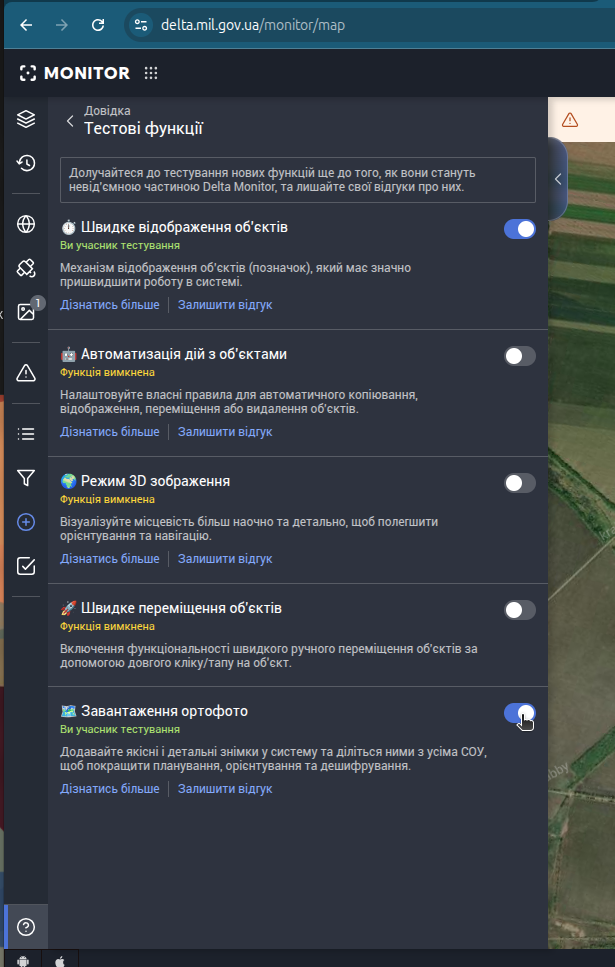 delta.mil.gov.ua/monitor/map
MONITOR
Довідка
Тестові функції
Долучайтеся до тестування нових функцій ще до того, як вони стануть
невід'ємною частиною Delta Monitor, та лишайте свої відгуки про них.
Швидке відображення об'єктів
Ви учасник тестування
Механізм відображення об'єктів (позначок), який має значно
пришвидшити роботу в системі.
Дізнатись більше Залишити відгук
1
Автоматизація дій з об'єктами
Функція вимкнена
Налаштовуйте власні правила для автоматичного копіювання,
відображення, переміщення або видалення об'єктів.
Дізнатись більше Залишити відгук
Режим 3D зображення
Функція вимкнена
Візуалізуйте місцевість більш наочно та детально, щоб полегшити
орієнтування та навігацію.
Дізнатись більше Залишити відгук
Швидке переміщення об'єктів
Функція вимкнена
Включення функціональності швидкого ручного переміщення об'єктів за
допомогою довгого кліку/тапу на об'єкт.
Завантаження ортофото
Ви учасник тестування
Додавайте якісні і детальні знімки у систему та діліться ними з усіма СОУ,
щоб покращити планування, орієнтування та дешифрування.
Дізнатись більше Залишити відгук